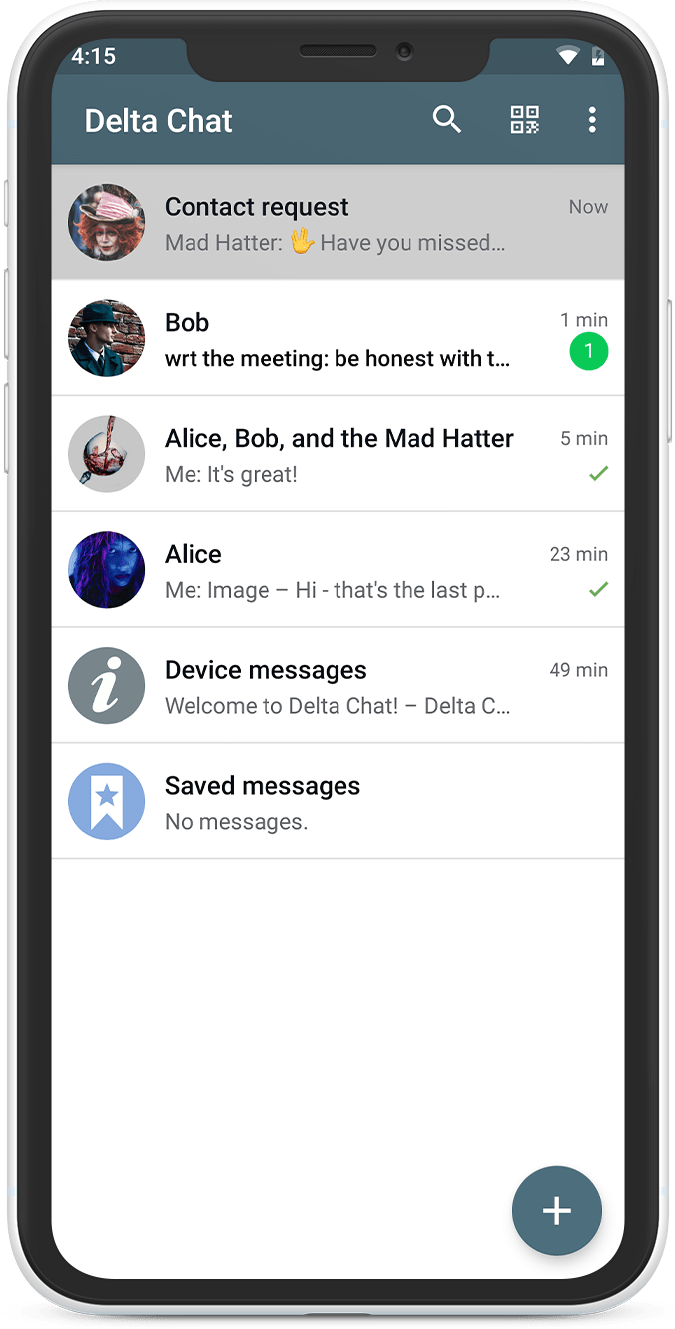 4:15
Delta Chat
Contact request
Now
Mad Hatter: 🖖 Have you missed...
Bob
1 min
wrt the meeting: be honest with t...
1
Alice, Bob, and the Mad Hatter
5 min
Me: It's great!
Alice
23 min
Me: Image – Hi - that's the last p...
Device messages
49 min
Welcome to Delta Chat! – Delta C...
Saved messages
No messages.